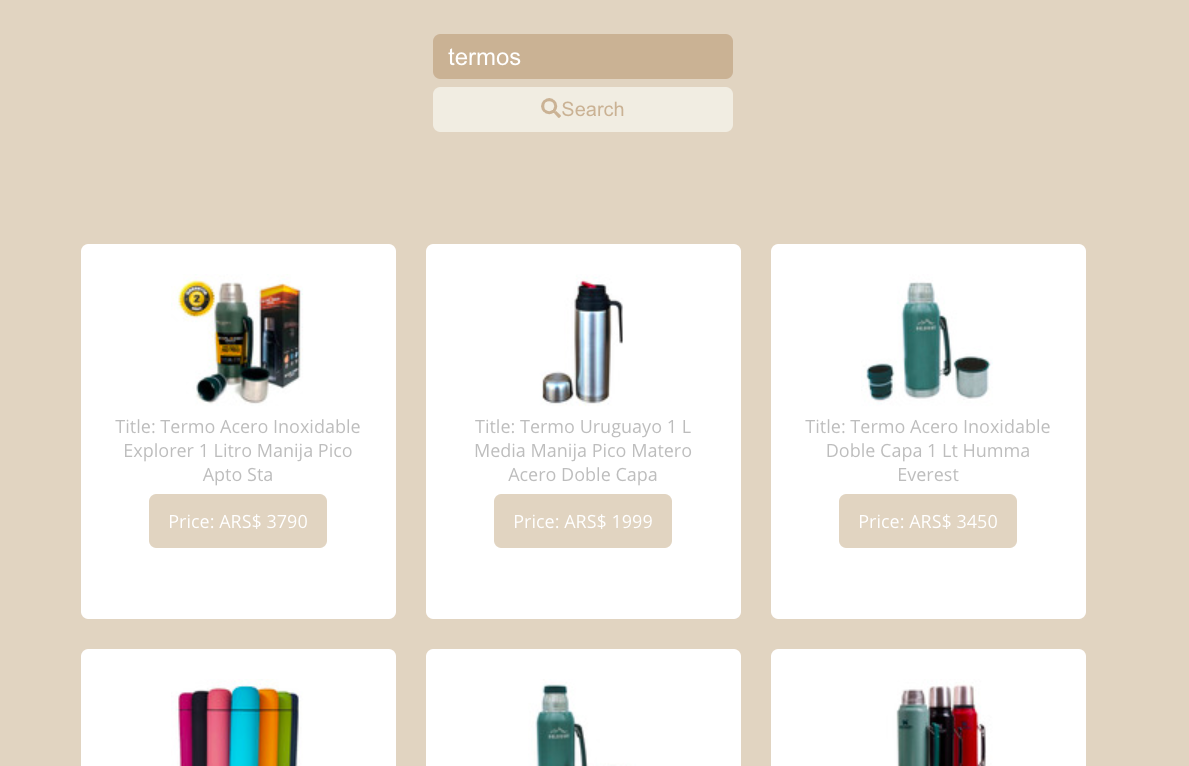 termos
Search
Title: Termo Acero Inoxidable
Explorer 1 Litro Manija Pico
Apto Sta
Price: ARS$ 3790
Title: Termo Uruguayo 1 L
Media Manija Pico Matero
Acero Doble Capa
Price: ARS$ 1999
Title: Termo Acero Inoxidable
Doble Capa 1 Lt Humma
Everest
Price: ARS$ 3450